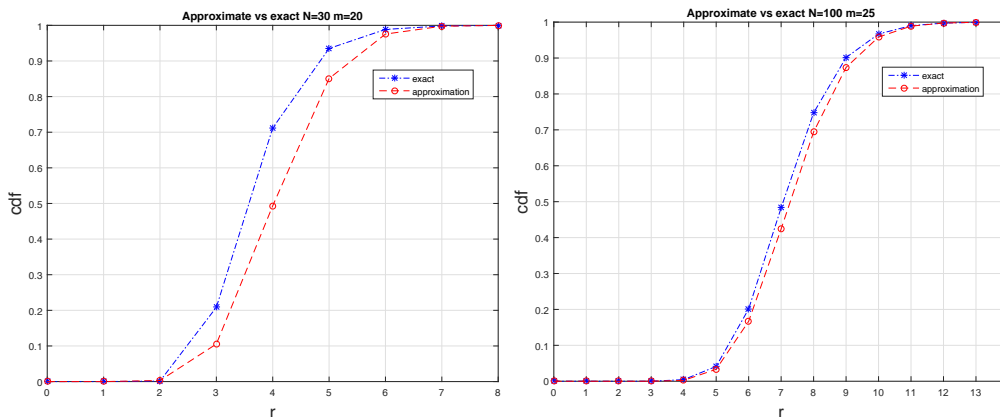 Approximate vs exact N=30 m=20
1
0.9
0.8
0.7
0.6
0.5
0.4
0.3
0.2
0.1
0
cdf
exact
approximation
0 1 2 3 4 5 6 7 8
r
Approximate vs exact N=100 m=25
1
0.9
0.8
0.7
0.6
0.5
0.4
0.3
0.2
0.1
0
cdf
exact
approximation
0 1 2 3 4 5 6 7 8 9 10 11 12 13
r